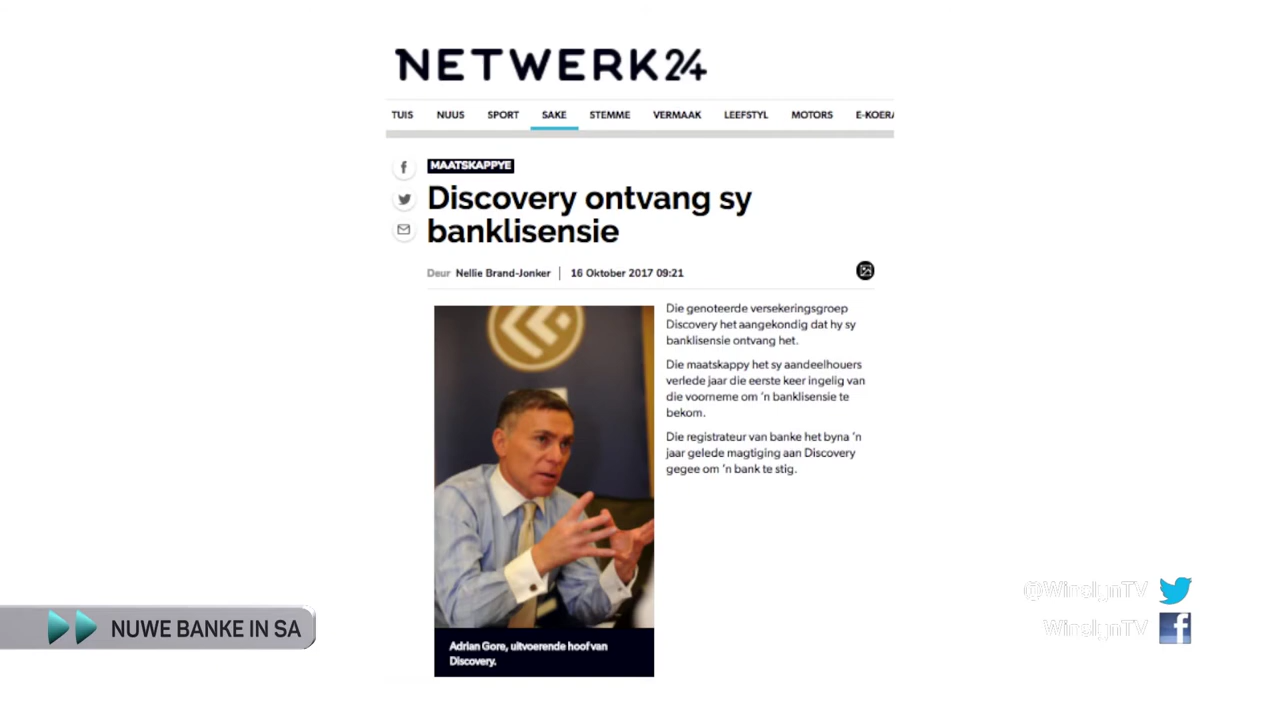 NETWERK24
TUIS NUUS SPORT SAKE STEMME VERMAAK LEEFSTYL MOTORS E-KOERA
MAATSKAPPYE
Discovery ontvang sy
banklisensie
Deur Nellie Brand-Jonker | 16 Oktober 2017 09:21
Die genoteerde versekeringsgroep
Discovery het aangekondig dat hy sy
banklisensie ontvang het.
Die maatskappy het sy aandeelhouers
verlede jaar die eerste keer ingelig van
die voorneme om 'n banklisensie te
bekom.
Die registrateur van banke het byna 'n
jaar gelede magtiging aan Discovery
gegee om 'n bank te stig.
Adrian Gore, uitvoerende hoof van
Discovery.
NUWE BANKE IN SA
@WinslynTV
WinslynTV